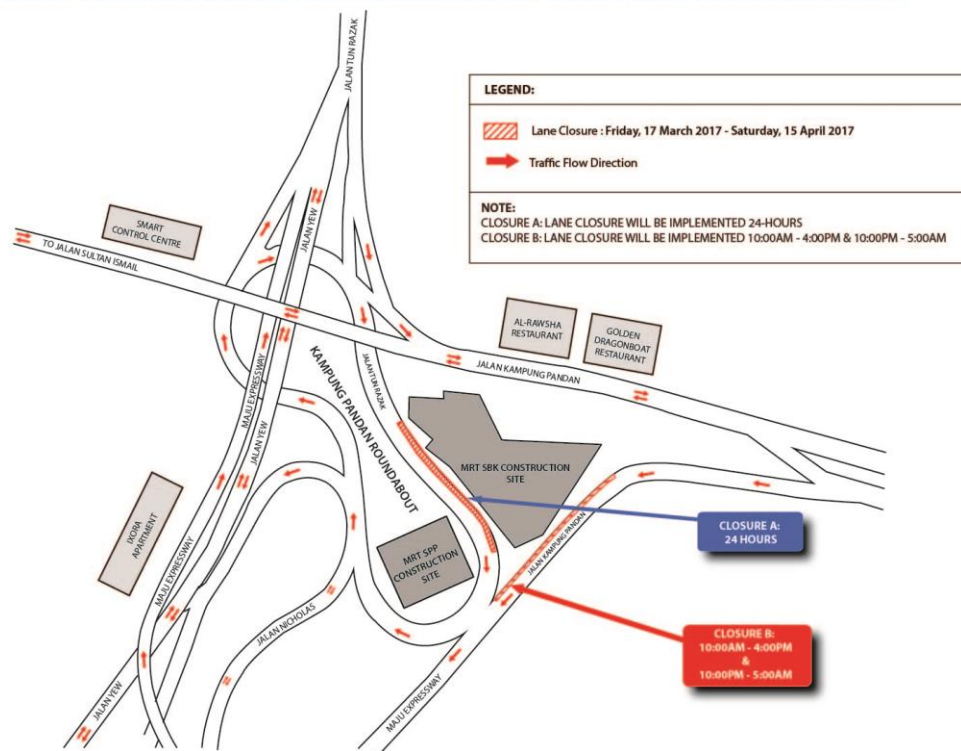 JALAN TUN RAZAK
LEGEND:
Lane Closure : Friday, 17 March 2017 - Saturday, 15 April 2017
Traffic Flow Direction
NOTE:
CLOSURE A: LANE CLOSURE WILL BE IMPLEMENTED 24-HOURS
CLOSURE B: LANE CLOSURE WILL BE IMPLEMENTED 10:00AM - 4:00PM & 10:00PM - 5:00AM
SMART
CONTROL CENTRE
TO JALAN SULTAN ISMAIL
JALAN YEW
AL-RAWSHA
RESTAURANT
GOLDEN
DRAGONBOAT
RESTAURANT
JALAN KAMPUNG PANDAN
MAJU EXPRESSWAY
JALAN YEW
KAMPUNG PANDAN ROUNDABOUT
JALAN TUN RAZAK
MRT SBK CONSTRUCTION
SITE
IXORA
APARTMENT
CLOSURE A:
24 HOURS
MRT SPP
CONSTRUCTION
SITE
JALAN KAMPUNG PANDAN
MAJU EXPRESSWAY
JALAN NICHOLAS
CLOSURE B:
10:00AM - 4:00PM
&
10:00PM - 5:00AM
JALAN YEW
MAJU EXPRESSWAY